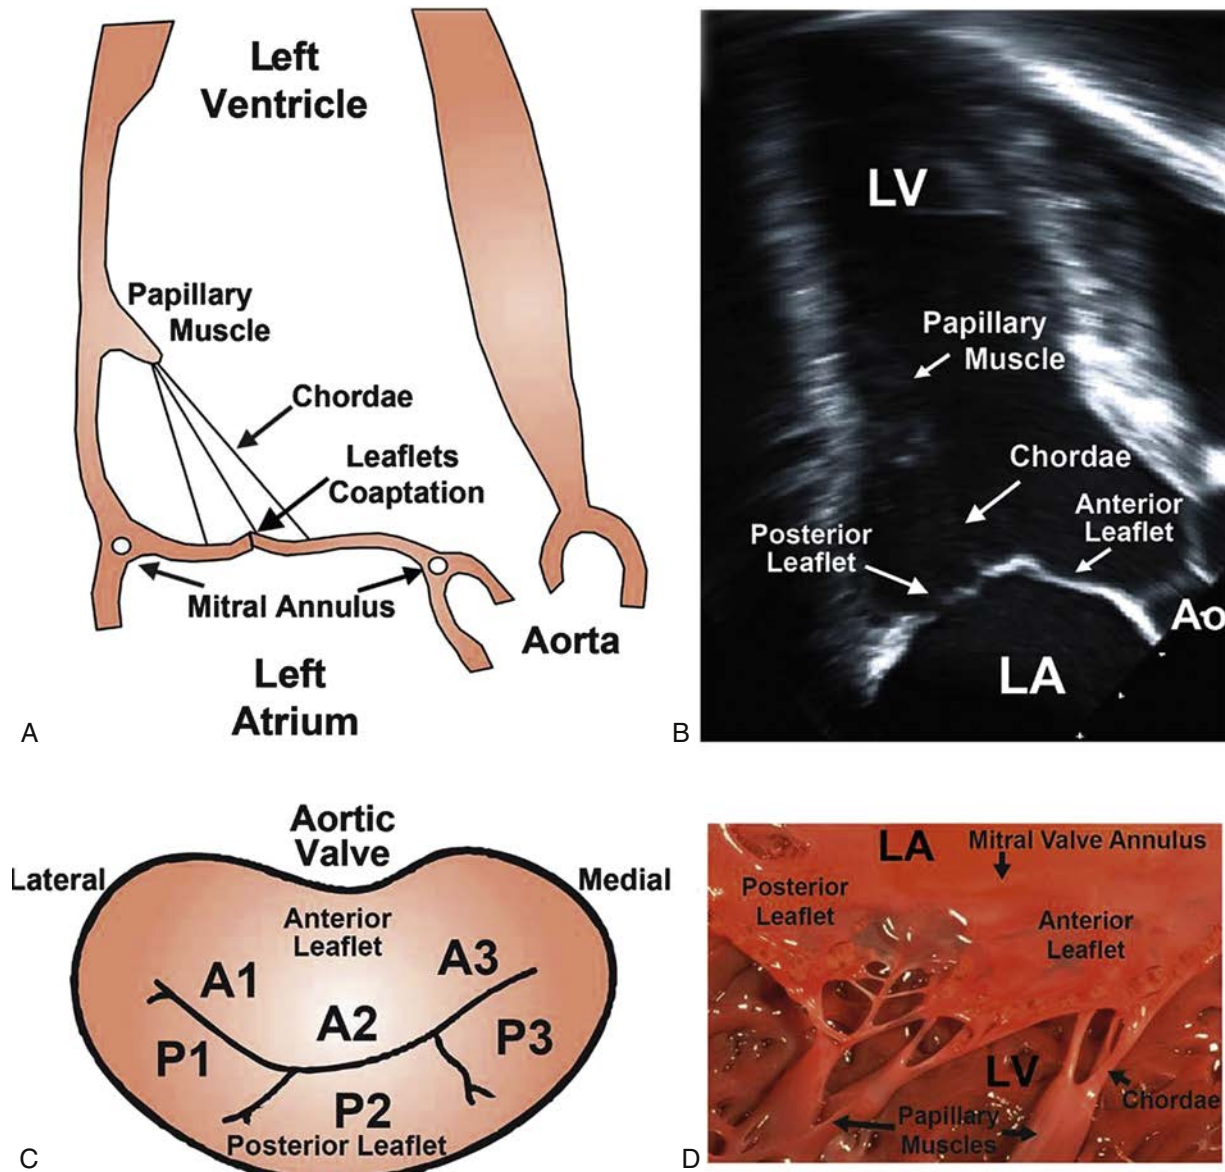 Left
Ventricle
Papillary
Muscle
Chordae
Leaflets
Coaptation
Mitral Annulus
Aorta
Left
Atrium
A
LV
Papillary
Muscle
Chordae
Anterior
Leaflet
Posterior
Leaflet
Ao
LA
B
Aortic
Valve
Lateral
Medial
Anterior
Leaflet
A1
A2
A3
P1
P2
P3
Posterior Leaflet
C
LA
Mitral Valve Annulus
Posterior
Leaflet
Anterior
Leaflet
LV
Chordae
Papillary
Muscles
D